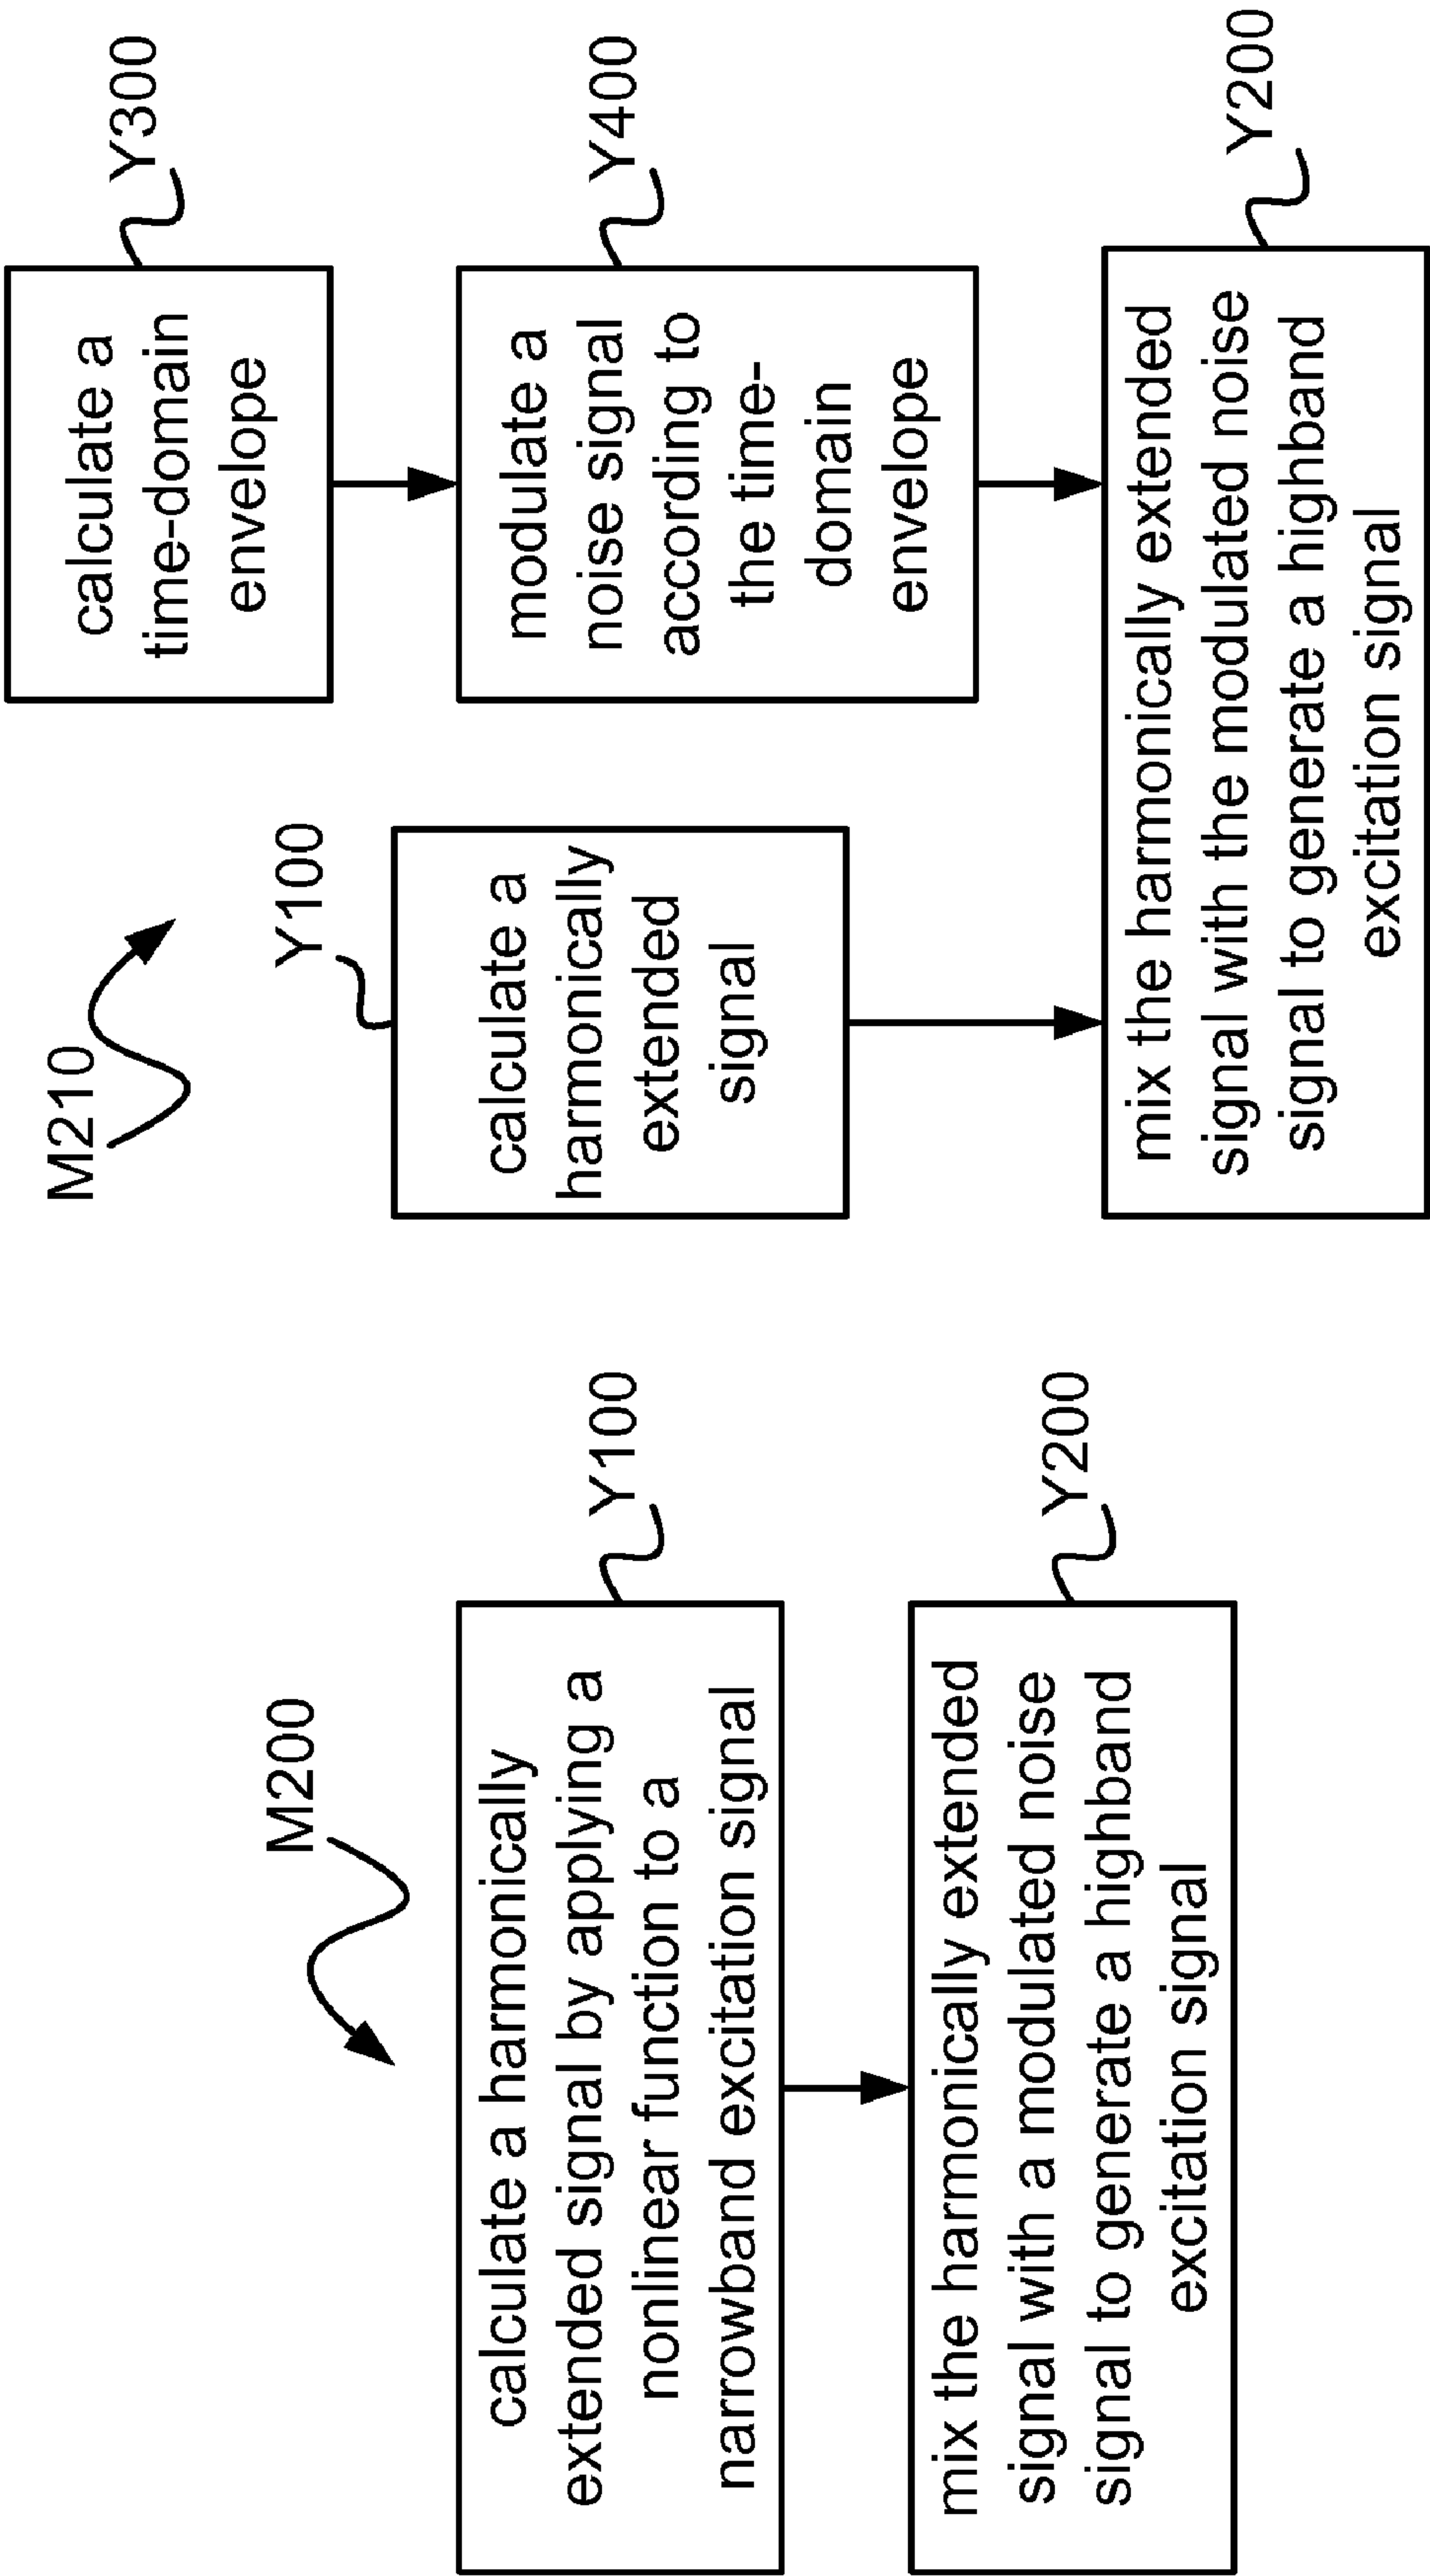 M200
calculate a harmonically
extended signal by applying a
nonlinear function to a
narrowband excitation signal
Y100
mix the harmonically extended
signal with a modulated noise
signal to generate a highband
excitation signal
Y200
M210
Y100
calculate a
harmonically
extended
signal
calculate a
time-domain
envelope
Y300
modulate a
noise signal
according to
the time-
domain
envelope
Y400
mix the harmonically extended
signal with the modulated noise
signal to generate a highband
excitation signal
Y200